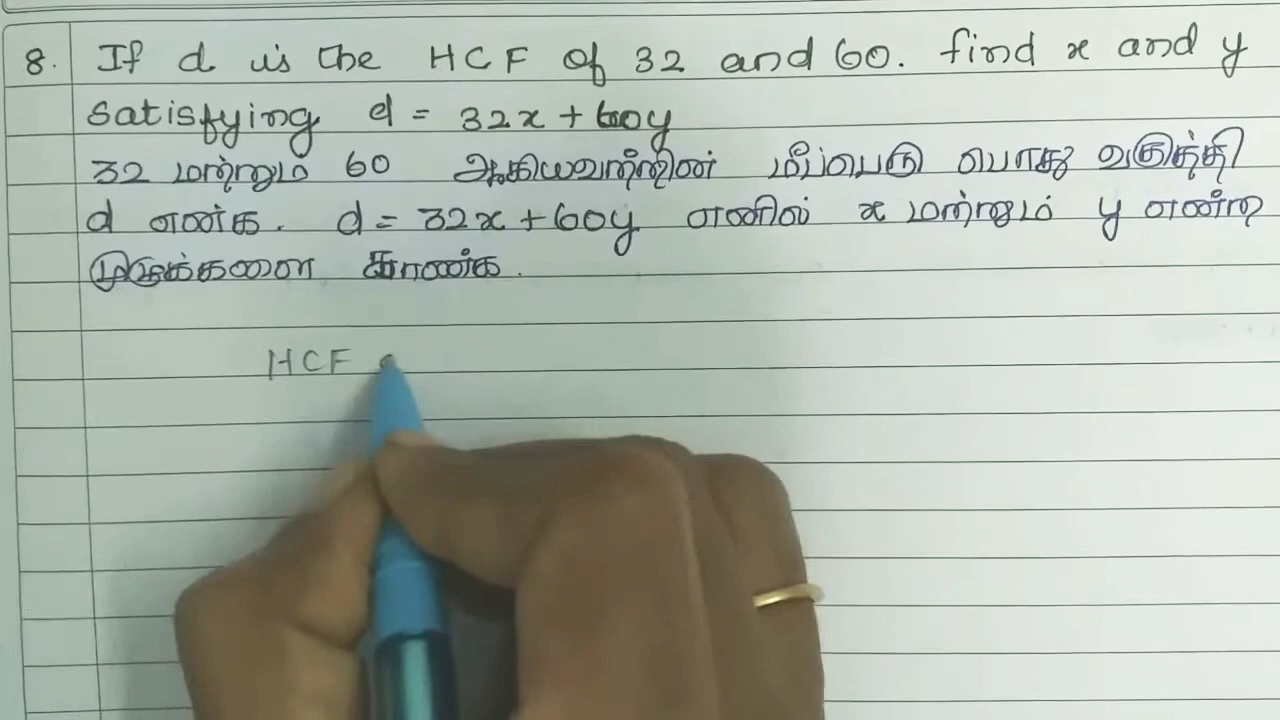 8. If d is the HCF of 32 and 60. find x and y
satisfying d = 32x + 60y
32 மற்றும் 60 ஆகியவற்றின் மீப்பெரு பொது வகுத்தி
d என்க. d = 32x + 60y எனில் x மற்றும் y என்ற
முழுக்களை காண்க.
HCF